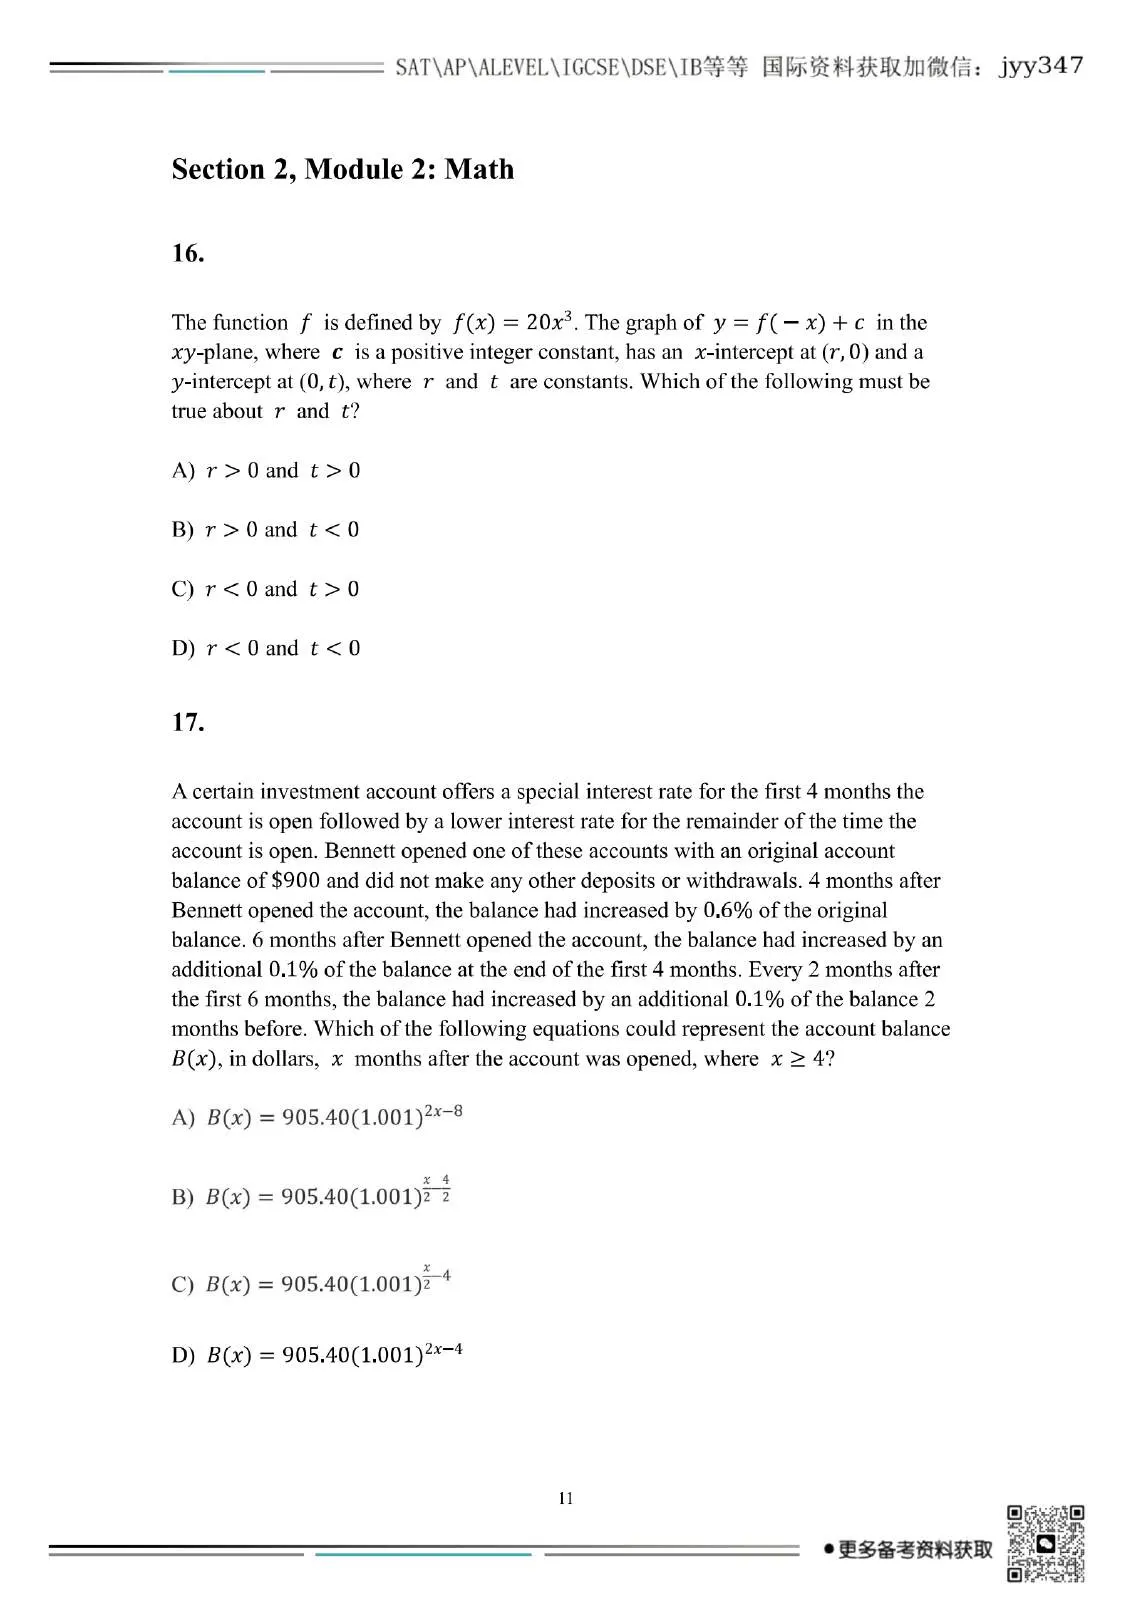 SAT\AP\ALEVEL\IGCSE\DSE\IB等等 国际资料获取加微信: jyy347
Section 2, Module 2: Math
16.
The function f is defined by f(x) = 20x³. The graph of y = f( − x) + c in the
xy-plane, where c is a positive integer constant, has an x-intercept at (r, 0) and a
y-intercept at (0, t), where r and t are constants. Which of the following must be
true about r and t?
A) r > 0 and t > 0
B) r > 0 and t < 0
C) r < 0 and t > 0
D) r < 0 and t < 0
17.
A certain investment account offers a special interest rate for the first 4 months the
account is open followed by a lower interest rate for the remainder of the time the
account is open. Bennett opened one of these accounts with an original account
balance of $900 and did not make any other deposits or withdrawals. 4 months after
Bennett opened the account, the balance had increased by 0.6% of the original
balance. 6 months after Bennett opened the account, the balance had increased by an
additional 0.1% of the balance at the end of the first 4 months. Every 2 months after
the first 6 months, the balance had increased by an additional 0.1% of the balance 2
months before. Which of the following equations could represent the account balance
B(x), in dollars, x months after the account was opened, where x ≥ 4?
A) B(x) = 905.40(1.001)^{2x−8}
B) B(x) = 905.40(1.001)^{\frac{x}{2}−\frac{4}{2}}
C) B(x) = 905.40(1.001)^{\frac{x}{2}−4}
D) B(x) = 905.40(1.001)^{2x−4}
11
●更多备考资料获取